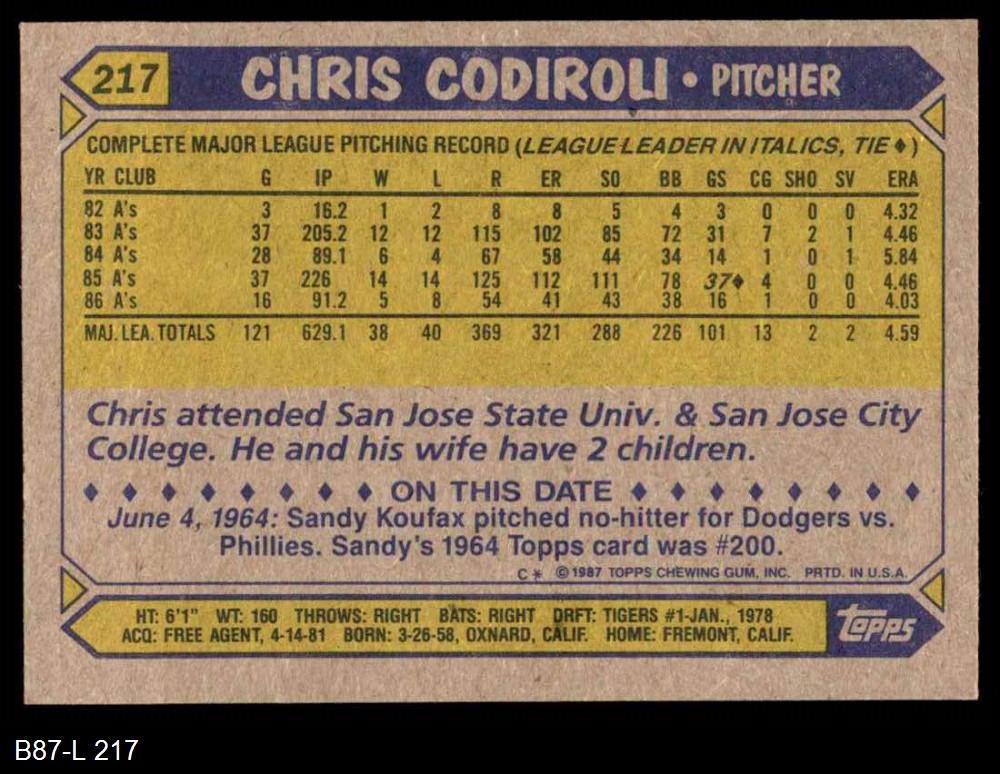 217 CHRIS CODIROLI • PITCHER
COMPLETE MAJOR LEAGUE PITCHING RECORD (LEAGUE LEADER IN ITALICS, TIE ♦)
YR CLUB G IP W L R ER SO BB GS CG SHO SV ERA
82 A's 3 16.2 1 2 8 8 5 4 3 0 0 0 4.32
83 A's 37 205.2 12 12 115 102 85 72 31 7 2 1 4.46
84 A's 28 89.1 6 4 67 58 44 34 14 1 0 1 5.84
85 A's 37 226 14 14 125 112 111 78 37♦ 4 0 0 4.46
86 A's 16 91.2 5 8 54 41 43 38 16 1 0 0 4.03
MAJ. LEA. TOTALS 121 629.1 38 40 369 321 288 226 101 13 2 2 4.59
Chris attended San Jose State Univ. & San Jose City
College. He and his wife have 2 children.
♦ ♦ ♦ ♦ ♦ ♦ ♦ ♦ ON THIS DATE ♦ ♦ ♦ ♦ ♦ ♦ ♦ ♦
June 4, 1964: Sandy Koufax pitched no-hitter for Dodgers vs.
Phillies. Sandy's 1964 Topps card was #200.
C* © 1987 TOPPS CHEWING GUM, INC. PRTD. IN U.S.A.
HT: 6'1" WT: 160 THROWS: RIGHT BATS: RIGHT DRFT: TIGERS #1-JAN., 1978
ACQ: FREE AGENT, 4-14-81 BORN: 3-26-58, OXNARD, CALIF. HOME: FREMONT, CALIF.
Topps
B87-L 217